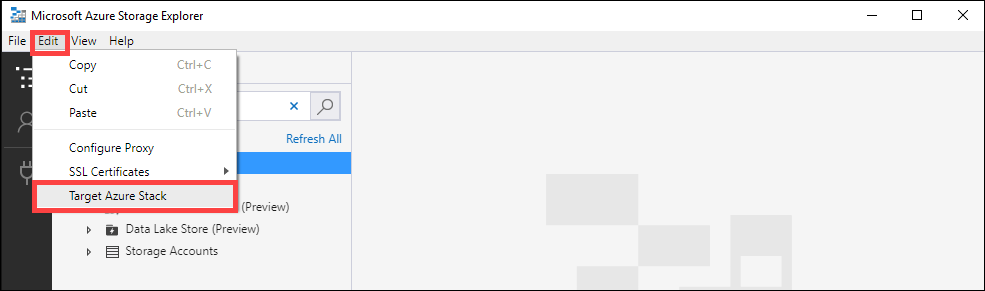 Microsoft Azure Storage Explorer
File Edit View Help
Copy Ctrl+C
Cut Ctrl+X
Paste Ctrl+V
Refresh All
Configure Proxy
SSL Certificates
Target Azure Stack
(Preview)
Data Lake Store (Preview)
Storage Accounts